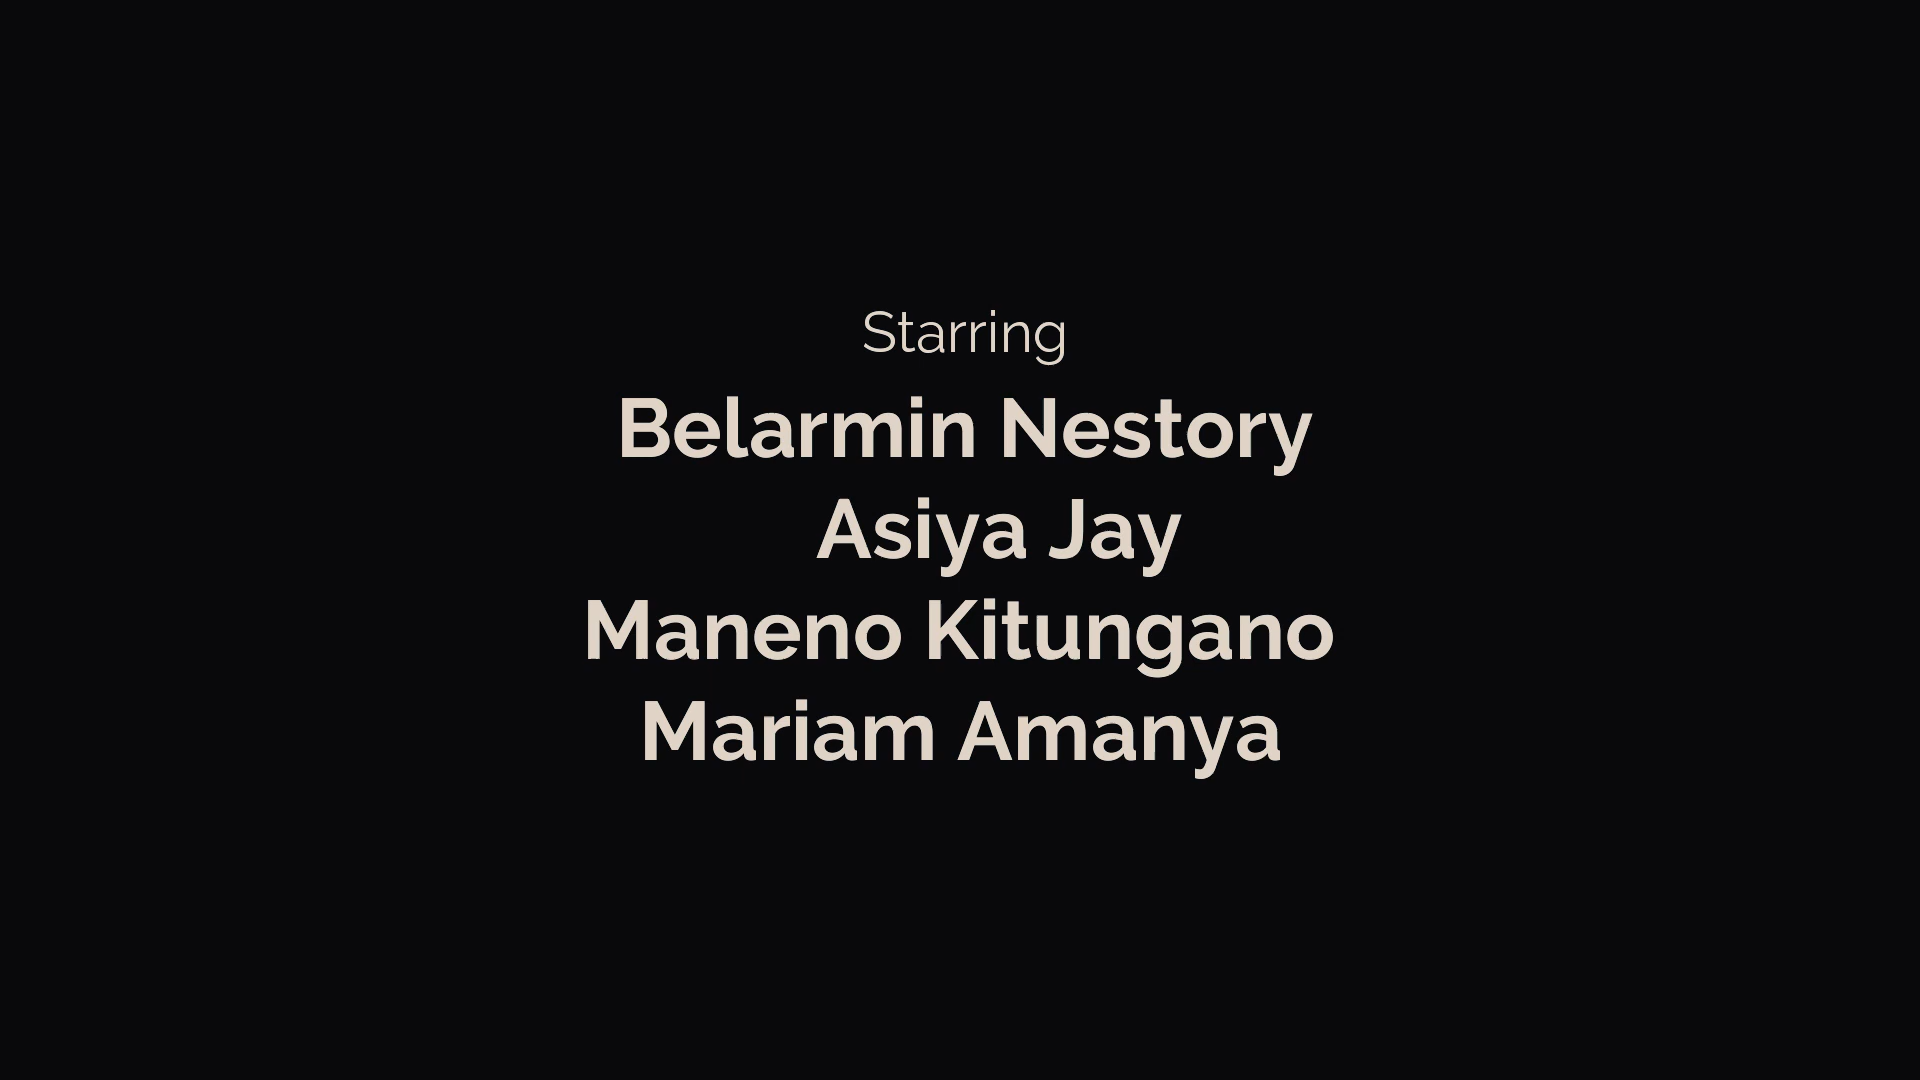 Starring
Belarmin Nestory
Asiya Jay
Maneno Kitungano
Mariam Amanya